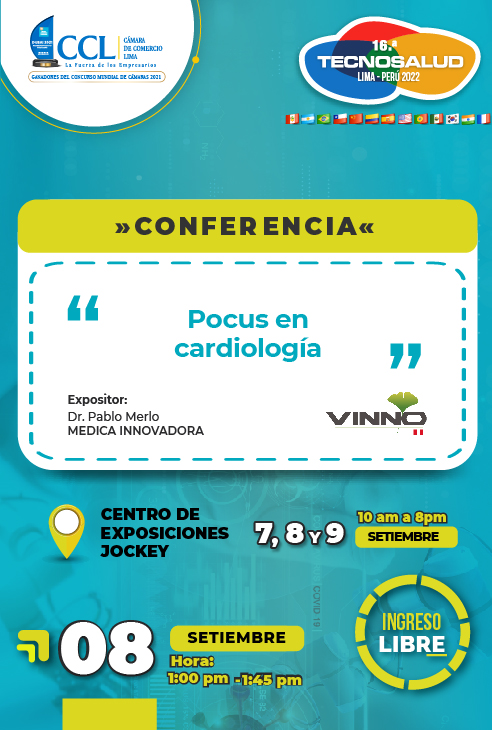 CCL
CÁMARA
DE COMERCIO
LIMA
La Fuerza de los Empresarios
GANADORES DEL CONCURSO MUNDIAL DE CÁMARAS 2021
16.ª
TECNOSALUD
LIMA - PERÚ 2022
»CONFERENCIA«
“
Pocus en
cardiología
”
Expositor:
Dr. Pablo Merlo
MEDICA INNOVADORA
VINNO
CENTRO DE
EXPOSICIONES
JOCKEY
7, 8 Y 9
10 am a 8pm
SETIEMBRE
COVID 19
INGRESO
LIBRE
08
SETIEMBRE
Hora:
1:00 pm -1:45 pm